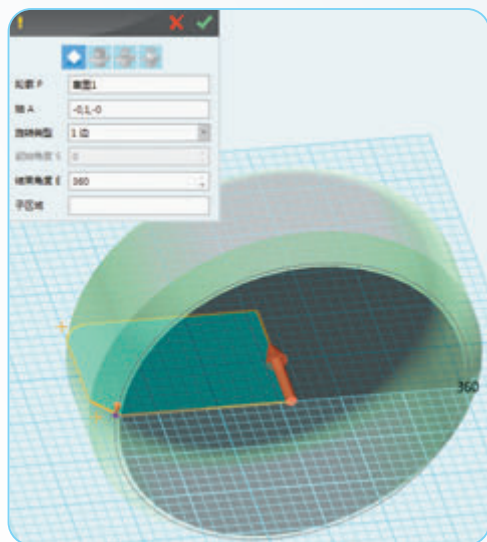 轮廓 P 草图1
轴 A -0,1,-0
旋转类型 1 边
起始角度 S 0
结束角度 E 360
子区域
360